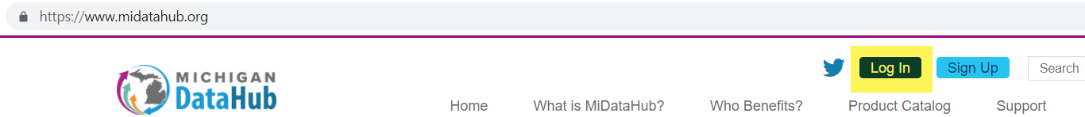 https://www.midatahub.org
MICHIGAN
DataHub
Log In
Sign Up
Search
Home
What is MiDataHub?
Who Benefits?
Product Catalog
Support